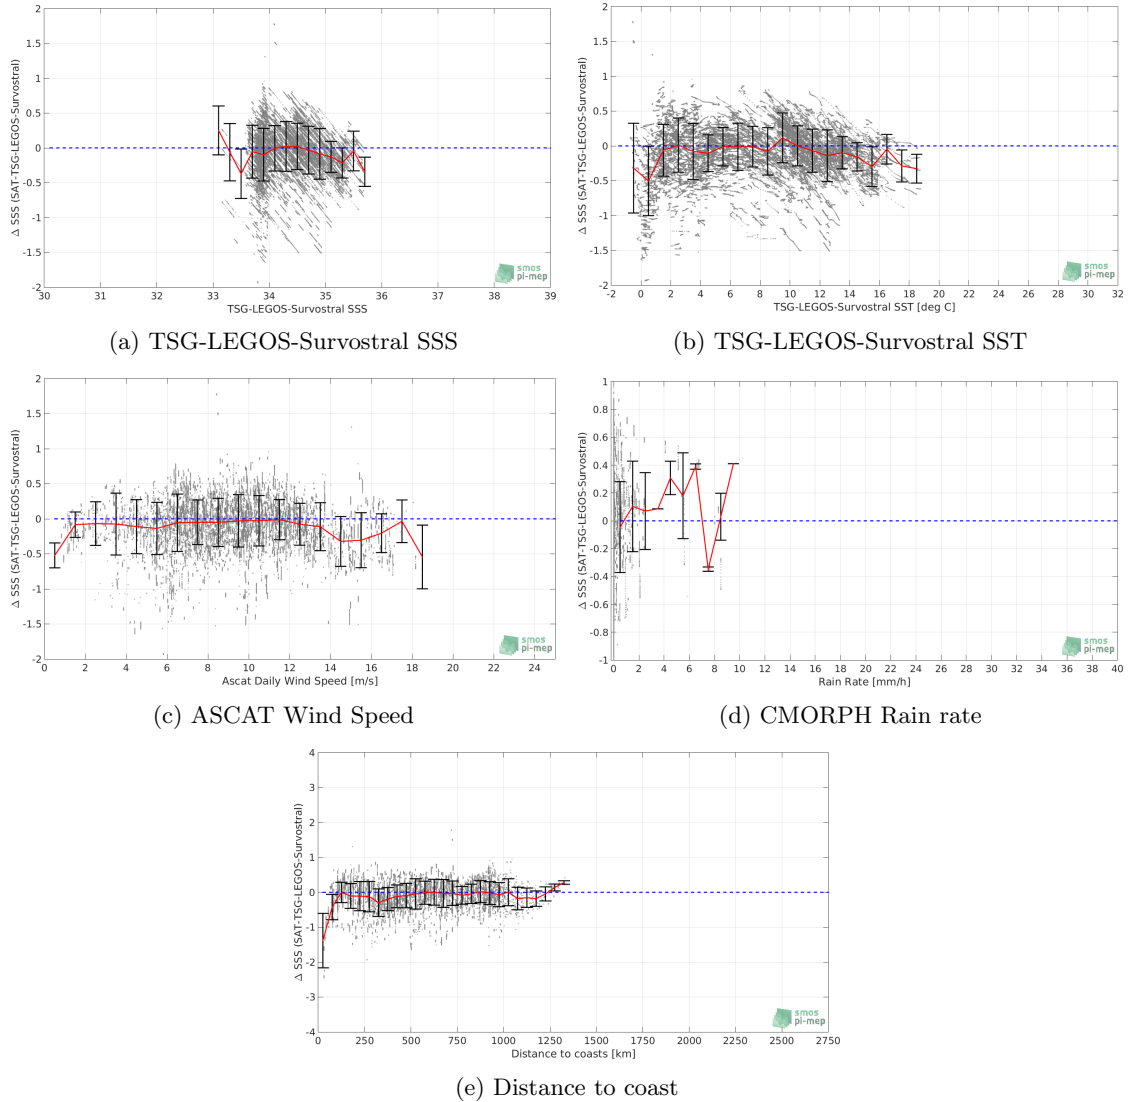 2
1.5
1
0.5
0
-0.5
-1
-1.5
-2
Δ SSS (SAT-TSG-LEGOS-Survostral)
30 31 32 33 34 35 36 37 38 39
TSG-LEGOS-Survostral SSS
smos
pi-mep
(a) TSG-LEGOS-Survostral SSS
2
1.5
1
0.5
0
-0.5
-1
-1.5
-2
Δ SSS (SAT-TSG-LEGOS-Survostral)
-2 0 2 4 6 8 10 12 14 16 18 20 22 24 26 28 30 32
TSG-LEGOS-Survostral SST [deg C]
smos
pi-mep
(b) TSG-LEGOS-Survostral SST
2
1.5
1
0.5
0
-0.5
-1
-1.5
-2
Δ SSS (SAT-TSG-LEGOS-Survostral)
0 2 4 6 8 10 12 14 16 18 20 22 24
Ascat Daily Wind Speed [m/s]
smos
pi-mep
(c) ASCAT Wind Speed
1
0.8
0.6
0.4
0.2
0
-0.2
-0.4
-0.6
-0.8
-1
Δ SSS (SAT-TSG-LEGOS-Survostral)
0 2 4 6 8 10 12 14 16 18 20 22 24 26 28 30 32 34 36 38 40
Rain Rate [mm/h]
smos
pi-mep
(d) CMORPH Rain rate
4
3
2
1
0
-1
-2
-3
-4
Δ SSS (SAT-TSG-LEGOS-Survostral)
0 250 500 750 1000 1250 1500 1750 2000 2250 2500 2750
Distance to coasts [km]
smos
pi-mep
(e) Distance to coast